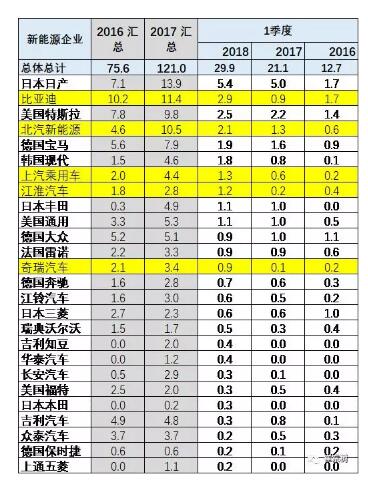 新能源企业 2016 汇总 2017 汇总 1季度
2018 2017 2016
总体总计 75.6 121.0 29.9 21.1 12.7
日本日产 7.1 13.9 5.4 5.0 1.7
比亚迪 10.2 11.4 2.9 0.9 1.7
美国特斯拉 7.8 9.8 2.5 2.2 1.4
北汽新能源 4.6 10.5 2.1 1.3 0.6
德国宝马 5.6 7.9 1.9 1.6 0.9
韩国现代 1.5 4.6 1.8 0.8 0.1
上汽乘用车 2.0 4.4 1.3 0.6 0.2
江淮汽车 1.8 2.8 1.2 0.2 0.4
日本丰田 0.3 4.9 1.1 1.0 0.0
美国通用 3.3 5.3 1.1 1.0 0.5
德国大众 5.2 5.1 0.9 1.0 1.1
法国雷诺 2.2 3.3 0.9 0.9 0.6
奇瑞汽车 2.1 3.4 0.9 0.1 0.2
德国奔驰 1.6 2.8 0.7 0.6 0.3
江铃汽车 1.6 3.0 0.6 0.5 0.2
日本三菱 2.7 2.3 0.6 0.6 1.0
瑞典沃尔沃 1.5 1.7 0.5 0.3 0.4
吉利知豆 0.0 2.0 0.4 0.0 0.0
华泰汽车 0.0 1.2 0.4 0.0 0.0
长安汽车 0.5 2.9 0.3 0.1 0.0
美国福特 2.5 2.0 0.3 0.5 0.4
日本本田 0.0 0.2 0.3 0.0 0.0
吉利汽车 4.9 4.8 0.3 0.8 0.1
众泰汽车 3.7 3.7 0.2 0.5 0.3
德国保时捷 0.6 0.6 0.2 0.1 0.2
上通五菱 0.0 1.1 0.2 0.0 0.0